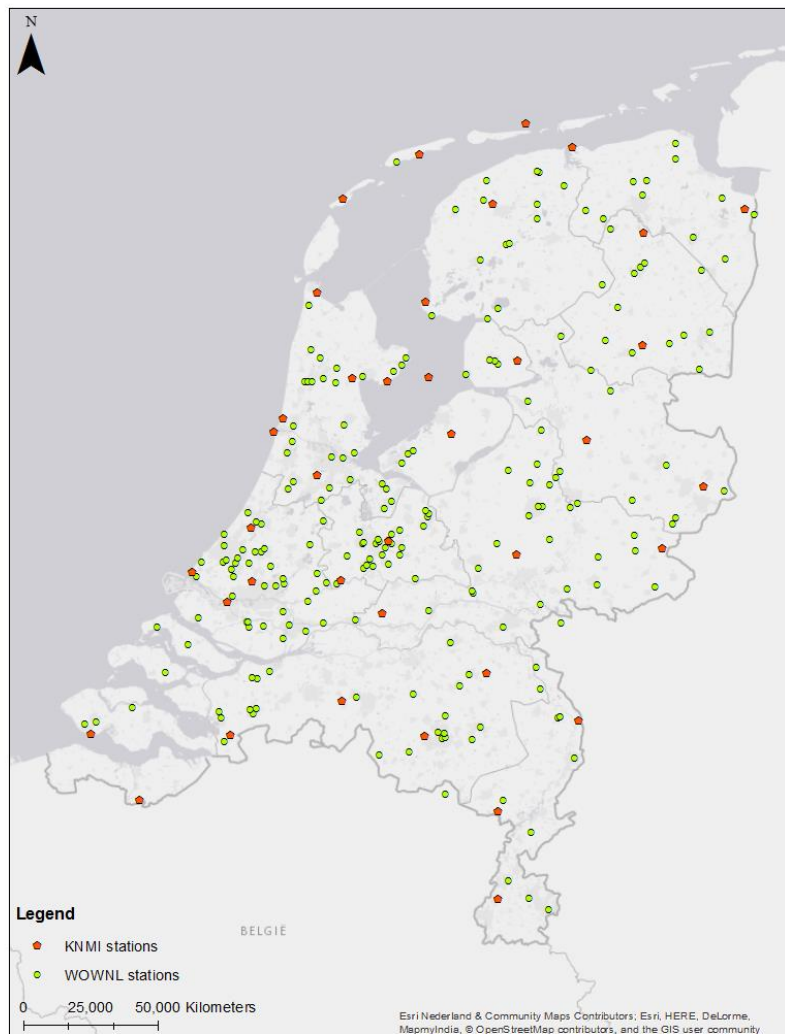 N
Legend
KNMI stations
WOWNL stations
0 25,000 50,000 Kilometers
BELGIË
Esri Nederland & Community Maps Contributors; Esri, HERE, DeLorme,
MapmyIndia, © OpenStreetMap contributors, and the GIS user community